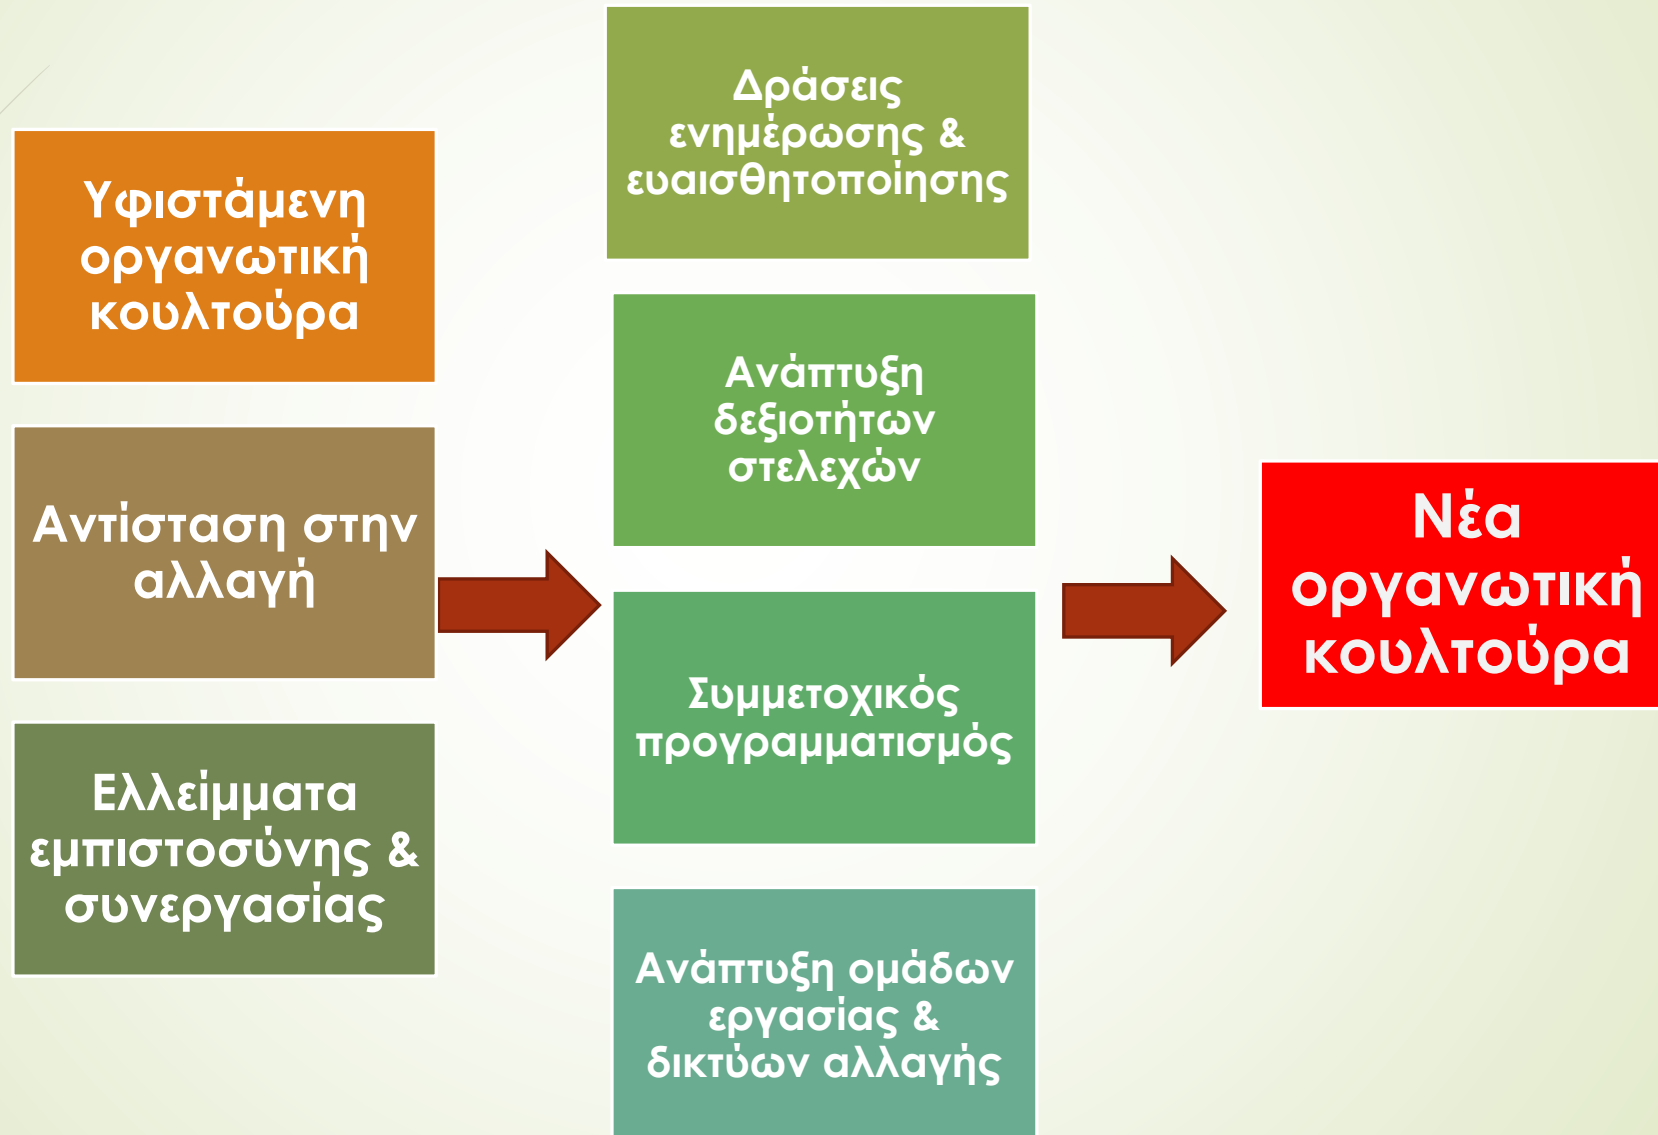 Υφιστάμενη
οργανωτική
κουλτούρα
Αντίσταση στην
αλλαγή
Ελλείμματα
εμπιστοσύνης &
συνεργασίας
Δράσεις
ενημέρωσης &
ευαισθητοποίησης
Ανάπτυξη
δεξιοτήτων
στελεχών
Συμμετοχικός
προγραμματισμός
Ανάπτυξη ομάδων
εργασίας &
δικτύων αλλαγής
Νέα
οργανωτική
κουλτούρα